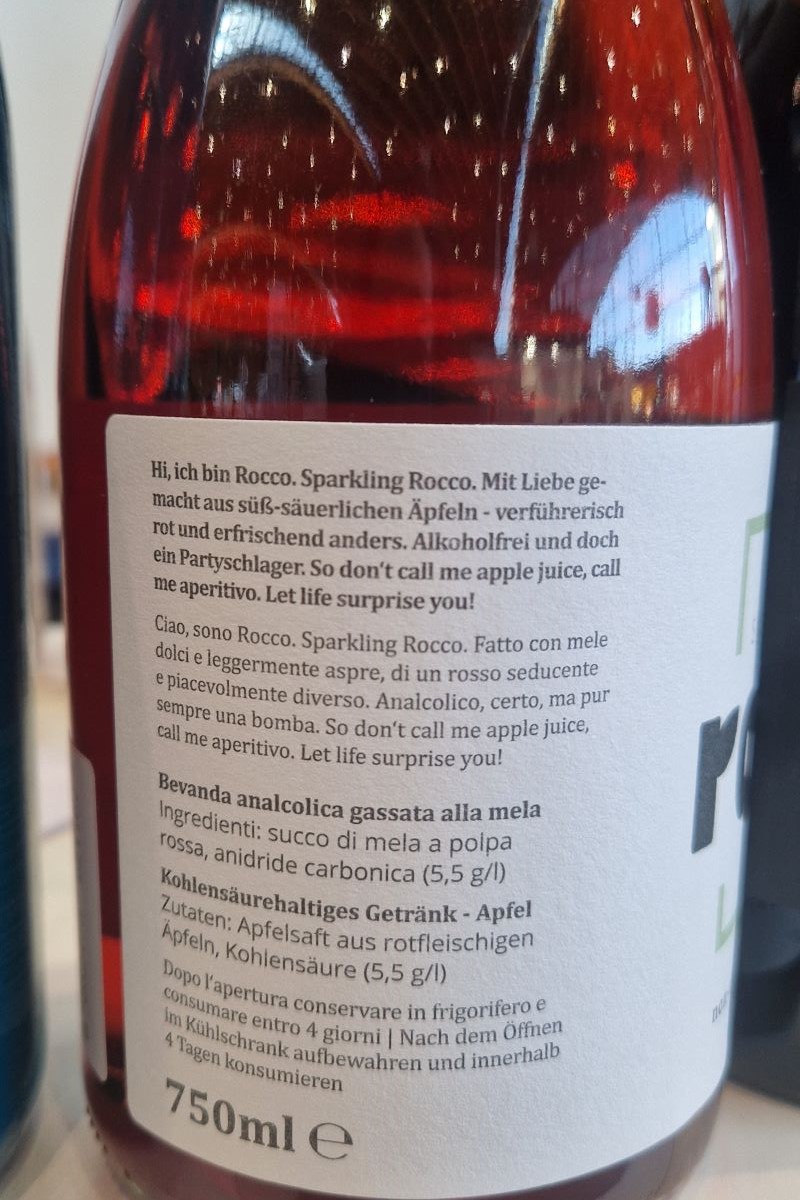 Hi, ich bin Rocco. Sparkling Rocco. Mit Liebe ge-
macht aus süß-säuerlichen Äpfeln - verführerisch
rot und erfrischend anders. Alkoholfrei und doch
ein Partyschlager. So don't call me apple juice, call
me aperitivo. Let life surprise you!
Ciao, sono Rocco. Sparkling Rocco. Fatto con mele
dolci e leggermente aspre, di un rosso seducente
e piacevolmente diverso. Analcolico, certo, ma pur
sempre una bomba. So don't call me apple juice,
call me aperitivo. Let life surprise you!
Bevanda analcolica gassata alla mela
Ingredienti: succo di mela a polpa
rossa, anidride carbonica (5,5 g/l)
Kohlensäurehaltiges Getränk - Apfel
Zutaten: Apfelsaft aus rotfleischigen
Äpfeln, Kohlensäure (5,5 g/l)
Dopo l'apertura conservare in frigorifero e
consumare entro 4 giorni | Nach dem Öffnen
im Kühlschrank aufbewahren und innerhalb
4 Tagen konsumieren
750ml ℮